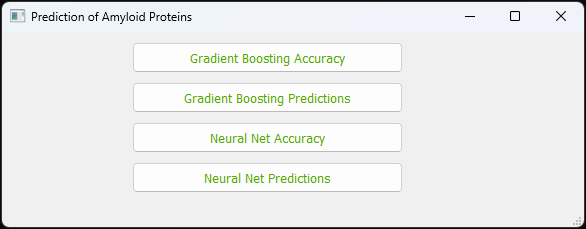 Prediction of Amyloid Proteins
Gradient Boosting Accuracy
Gradient Boosting Predictions
Neural Net Accuracy
Neural Net Predictions